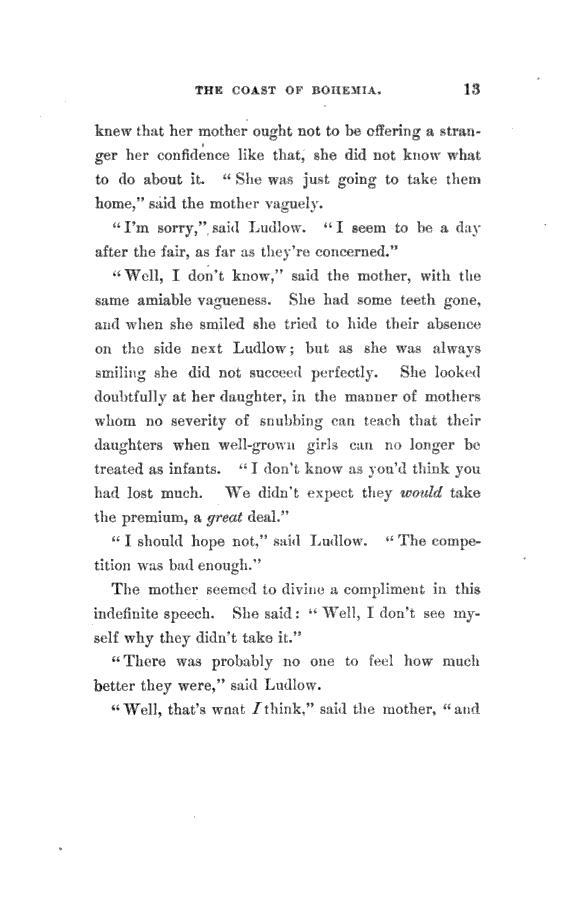 THE COAST OF BOHEMIA. 13
knew that her mother ought not to be offering a stran-
ger her confidence like that, she did not know what
to do about it. “ She was just going to take them
home,” said the mother vaguely.
“ I’m sorry,” said Ludlow. “I seem to be a day
after the fair, as far as they’re concerned.”
“ Well, I don’t know,” said the mother, with the
same amiable vagueness. She had some teeth gone,
and when she smiled she tried to hide their absence
on the side next Ludlow ; but as she was always
smiling she did not succeed perfectly. She looked
doubtfully at her daughter, in the manner of mothers
whom no severity of snubbing can teach that their
daughters when well-grown girls can no longer be
treated as infants. “ I don’t know as you’d think you
had lost much. We didn’t expect they would take
the premium, a great deal.”
“ I should hope not,” said Ludlow. “ The compe-
tition was bad enough.”
The mother seemed to divine a compliment in this
indefinite speech. She said : “ Well, I don’t see my-
self why they didn’t take it.”
“ There was probably no one to feel how much
better they were,” said Ludlow.
“ Well, that’s wnat I think,” said the mother, “ and